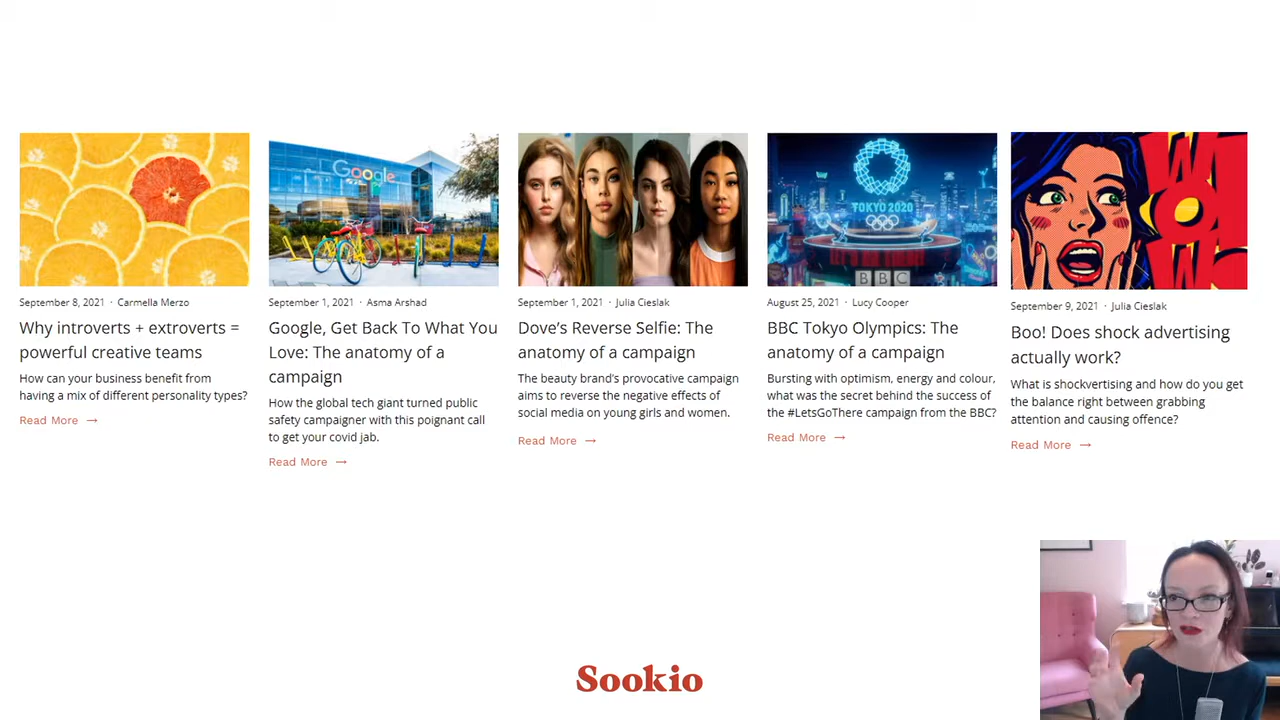 Google
TOKYO 2020
BBC
WOW
September 8, 2021 · Carmella Merzo
Why introverts + extroverts =
powerful creative teams
How can your business benefit from
having a mix of different personality types?
Read More →
September 1, 2021 · Asma Arshad
Google, Get Back To What You
Love: The anatomy of a
campaign
How the global tech giant turned public
safety campaigner with this poignant call
to get your covid jab.
Read More →
September 1, 2021 · Julia Cieslak
Dove’s Reverse Selfie: The
anatomy of a campaign
The beauty brand’s provocative campaign
aims to reverse the negative effects of
social media on young girls and women.
Read More →
August 25, 2021 · Lucy Cooper
BBC Tokyo Olympics: The
anatomy of a campaign
Bursting with optimism, energy and colour,
what was the secret behind the success of
the #LetsGoThere campaign from the BBC?
Read More →
September 9, 2021 · Julia Cieslak
Boo! Does shock advertising
actually work?
What is shockvertising and how do you get
the balance right between grabbing
attention and causing offence?
Read More →
Sookio